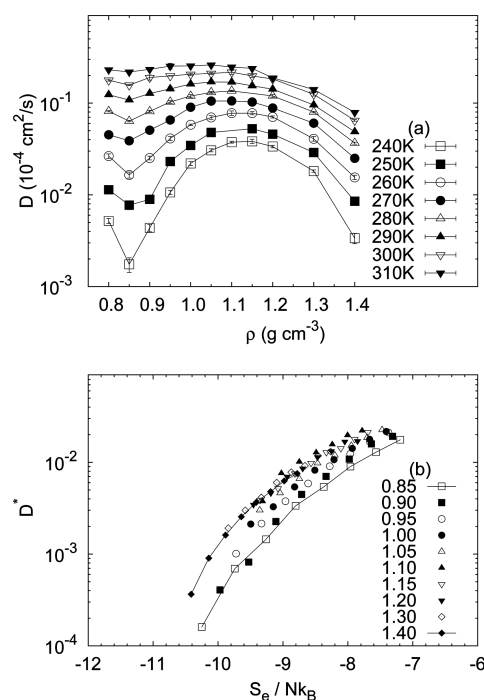 10⁻¹
10⁻²
10⁻³
D (10⁻⁴ cm²/s)
(a)
240K
250K
260K
270K
280K
290K
300K
310K
0.8 0.9 1.0 1.1 1.2 1.3 1.4
ρ (g cm⁻³)
10⁻²
10⁻³
10⁻⁴
D*
(b)
0.85
0.90
0.95
1.00
1.05
1.10
1.15
1.20
1.30
1.40
-12 -11 -10 -9 -8 -7 -6
Sₑ / Nk_B